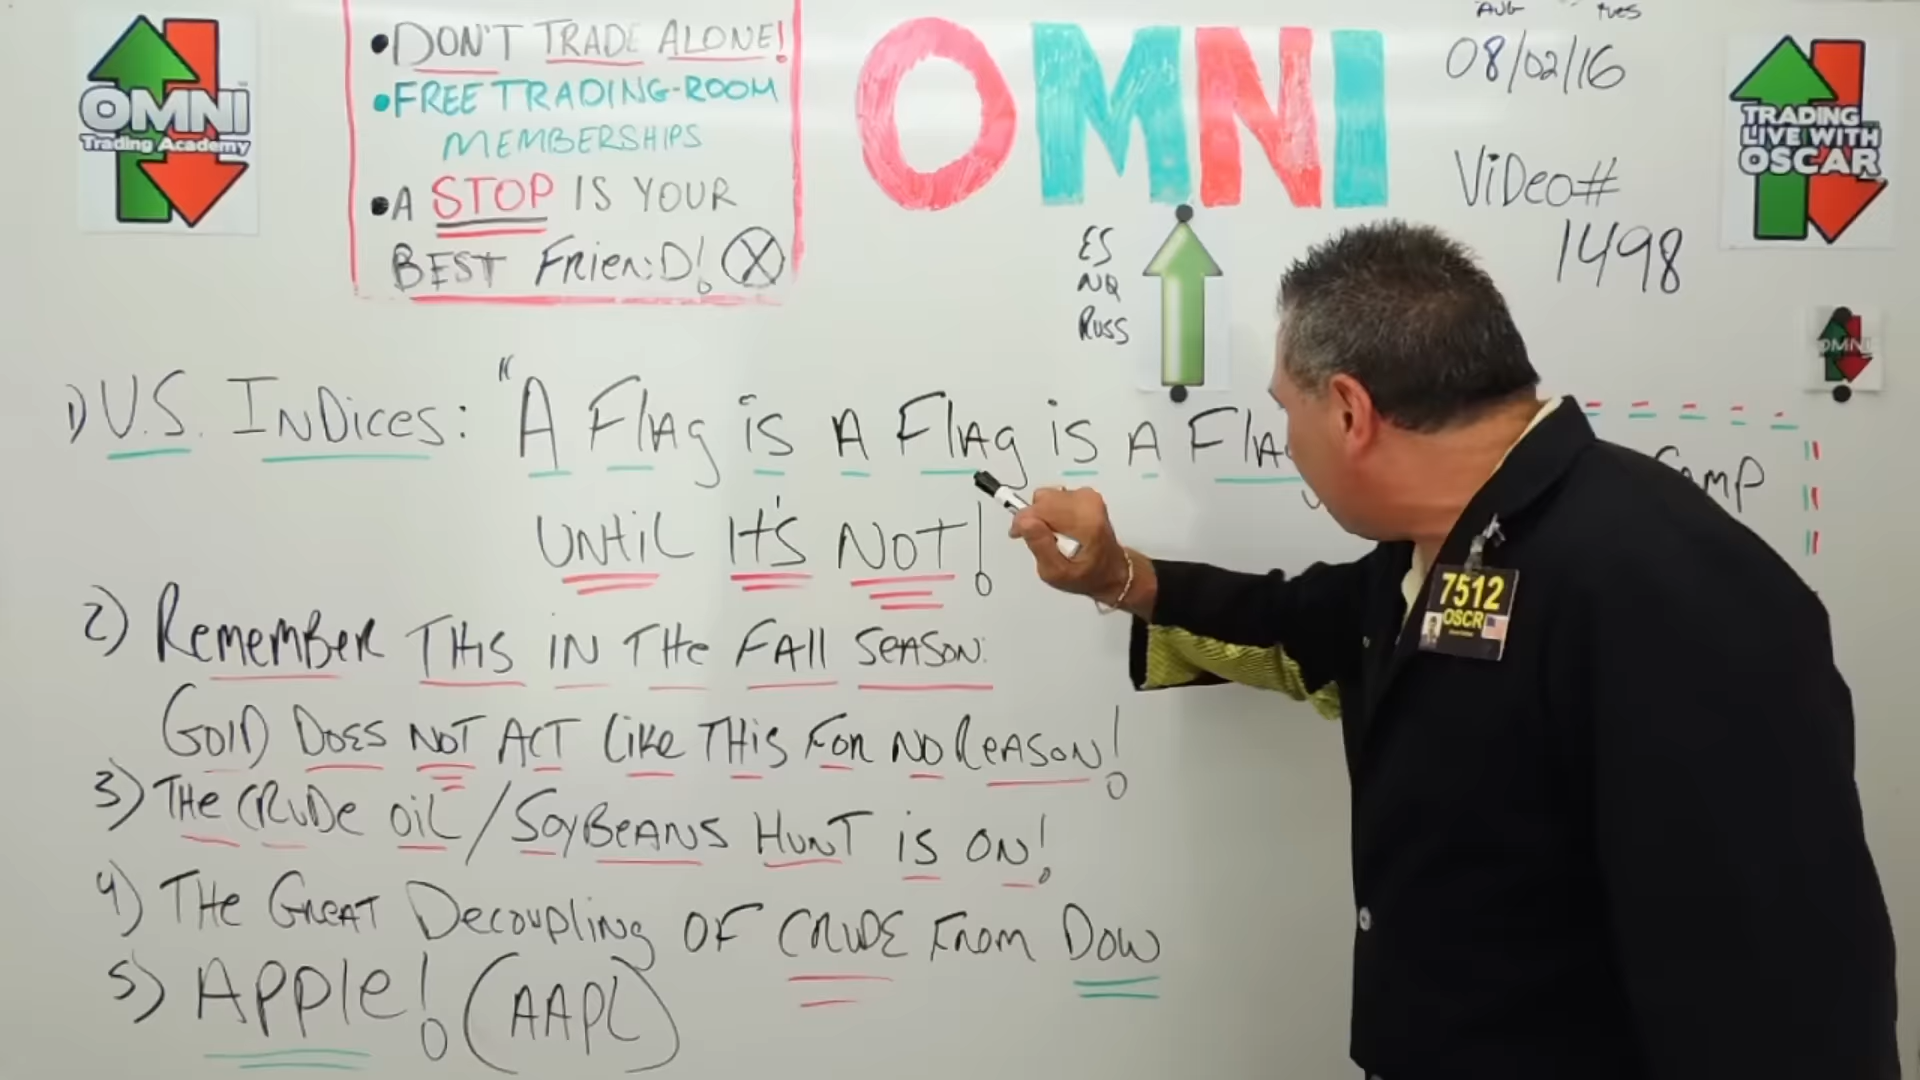 OMNI
Trading Academy
•DON'T TRADE ALONE!
•FREE TRADING-ROOM
MEMBERSHIPS
•A STOP IS YOUR
BEST FrienD!
OMNI
AUG TUES
08/02/16
ViDeo#
1498
TRADING
LIVE WITH
OSCAR
ES
NQ
Russ
OMNI
1) U.S. INDices: "A Flag is A Flag is A Flag
UNTiL IT'S NOT!
amp
7512
OSCR
2) Remember THIS IN THe FAll SeASON:
GolD DOES NOT ACT Like THis For NO ReASON!
3) THe CRUDe OiL / SoyBeANS HUNT is ON!
4) THe GreAT Decoupling OF CRUDE From Dow
5) Apple! (AAPL)